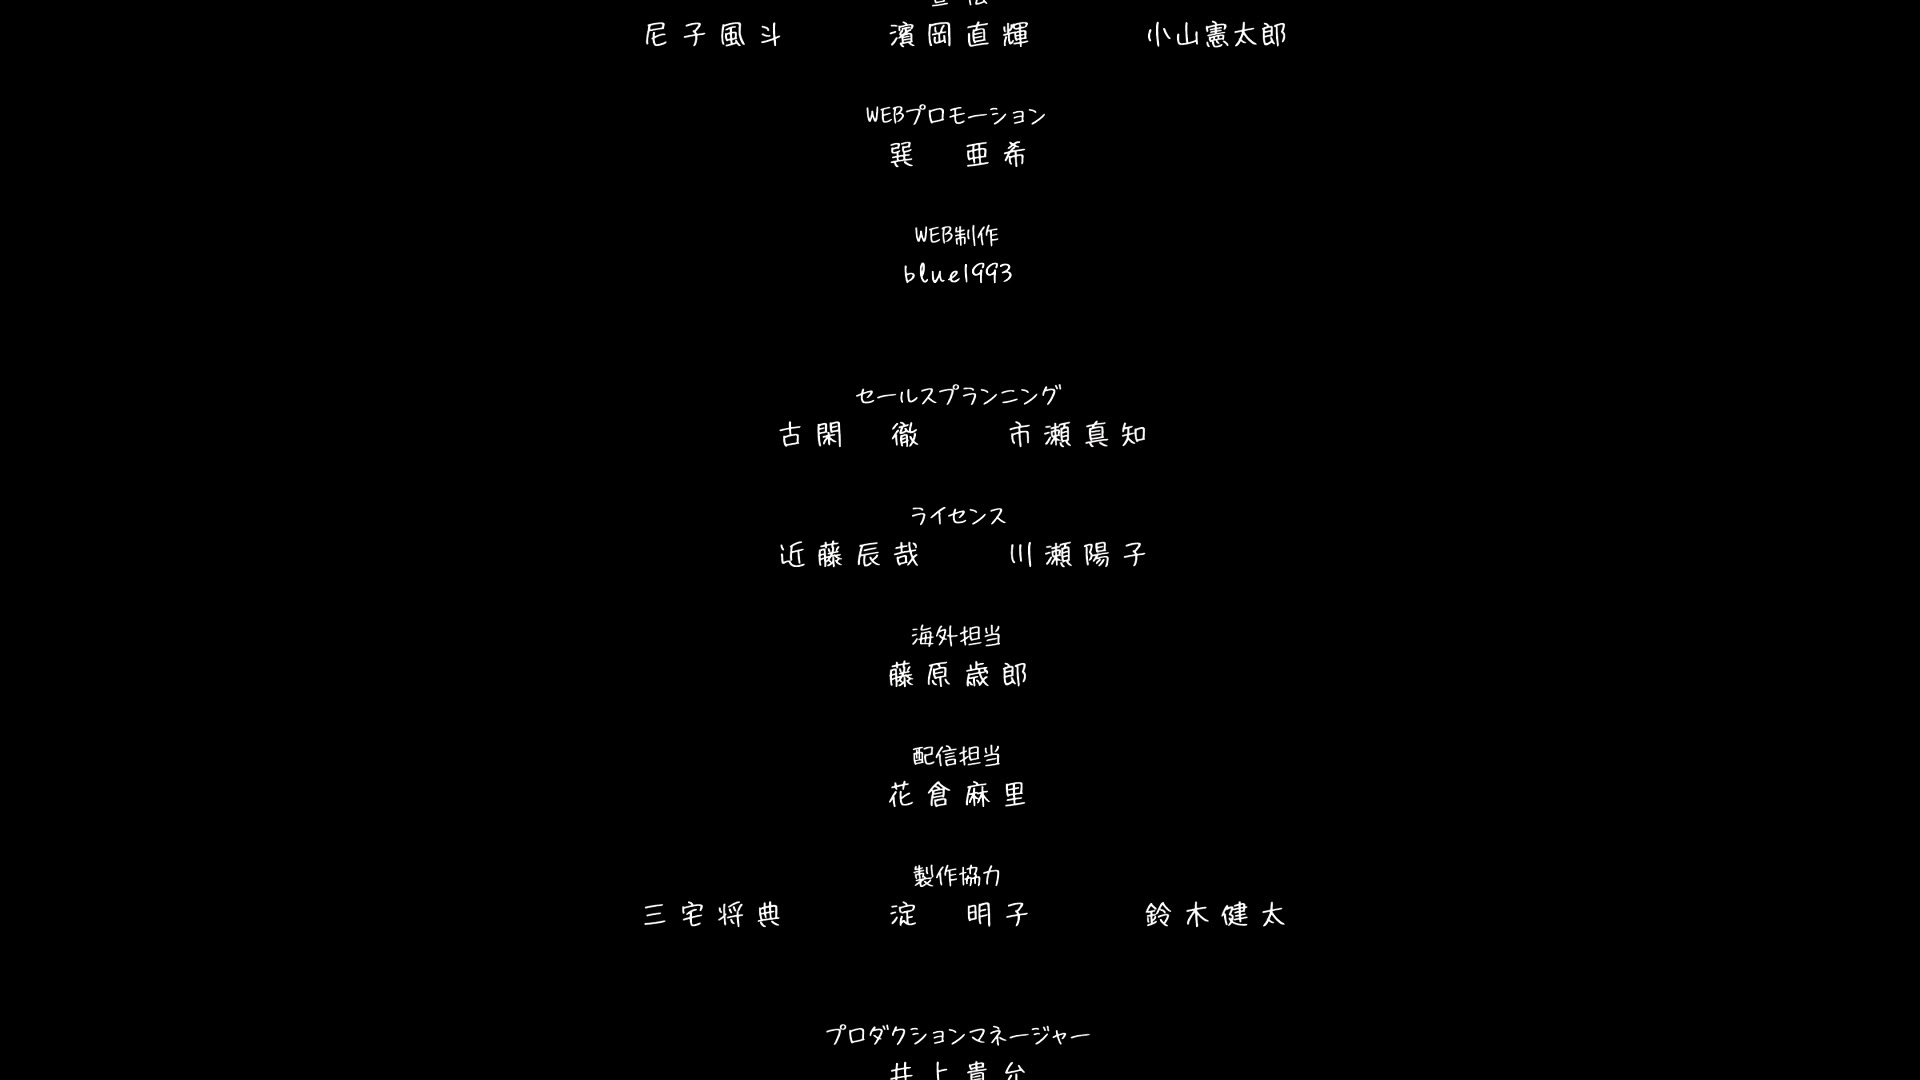 尼子風斗 濱岡直輝 小山憲太郎
WEBプロモーション
巽 亜希
WEB制作
blue1993
セールスプランニング
古閑 徹 市瀬真知
ライセンス
近藤辰哉 川瀬陽子
海外担当
藤原歳郎
配信担当
花倉麻里
製作協力
三宅将典 淀 明子 鈴木健太
プロダクションマネージャー
井上貴允